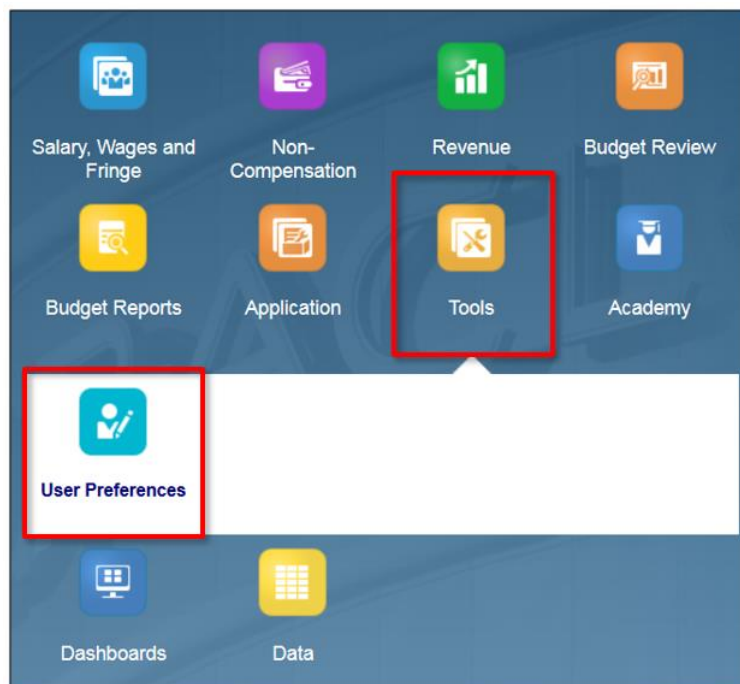 Salary, Wages and
Fringe
Non-
Compensation
Revenue
Budget Review
Budget Reports
Application
Tools
Academy
User Preferences
Dashboards
Data